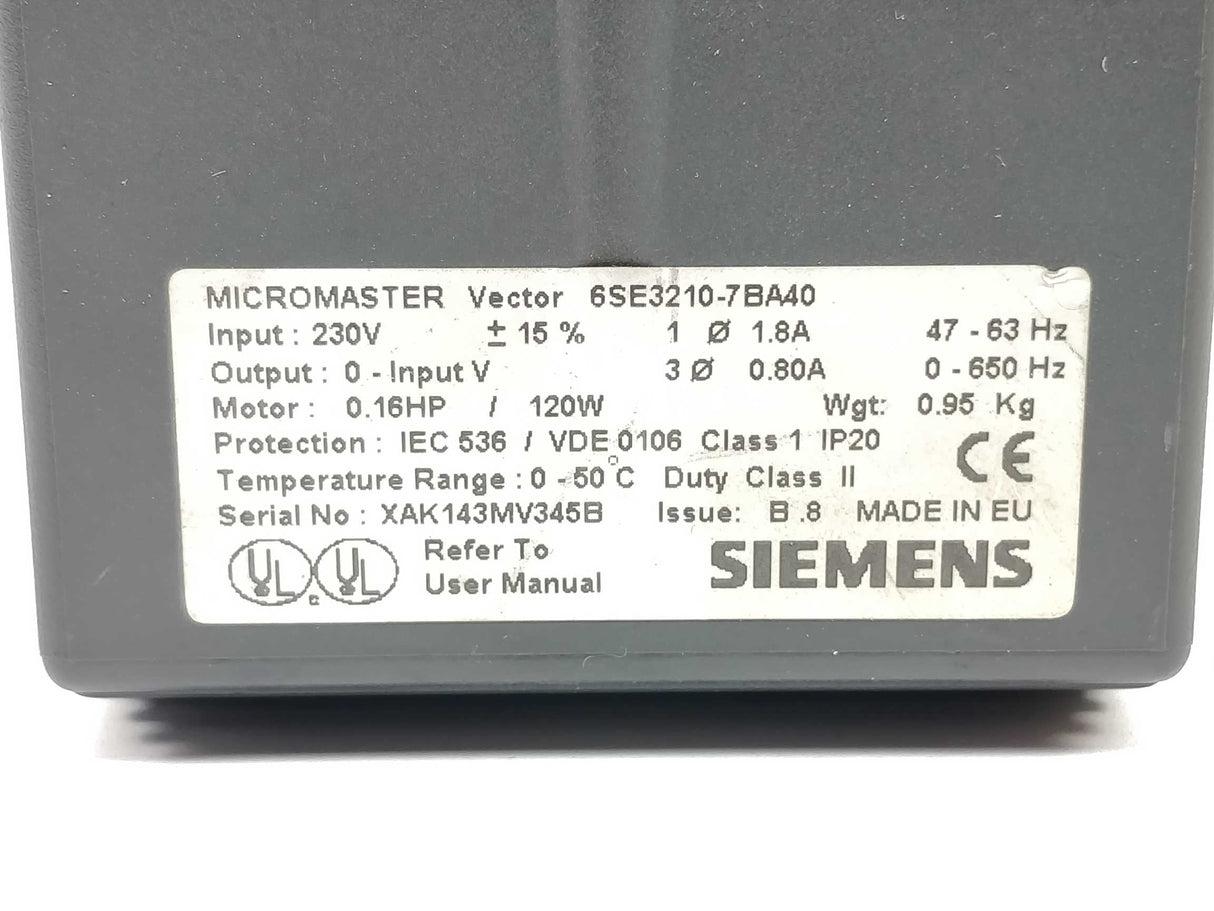 MICROMASTER Vector 6SE3210-7BA40
Input : 230V ± 15 % 1 Ø 1.8A 47 - 63 Hz
Output : 0 - Input V 3 Ø 0.80A 0 - 650 Hz
Motor : 0.16HP / 120W Wgt: 0.95 Kg
Protection : IEC 536 / VDE 0106 Class 1 IP20
CE
Temperature Range : 0 - 50°C Duty Class II
Serial No : XAK143MV345B Issue: B .8 MADE IN EU
UL c UL Refer To
User Manual
SIEMENS